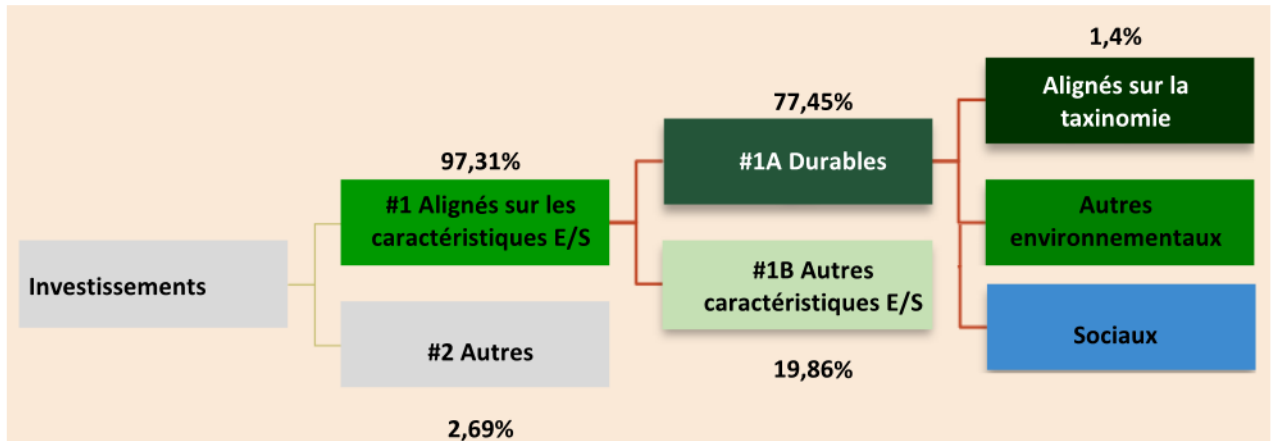 1,4%
Alignés sur la
taxinomie
77,45%
#1A Durables
97,31%
#1 Alignés sur les
caractéristiques E/S
Autres
environnementaux
#1B Autres
caractéristiques E/S
Investissements
#2 Autres
Sociaux
19,86%
2,69%